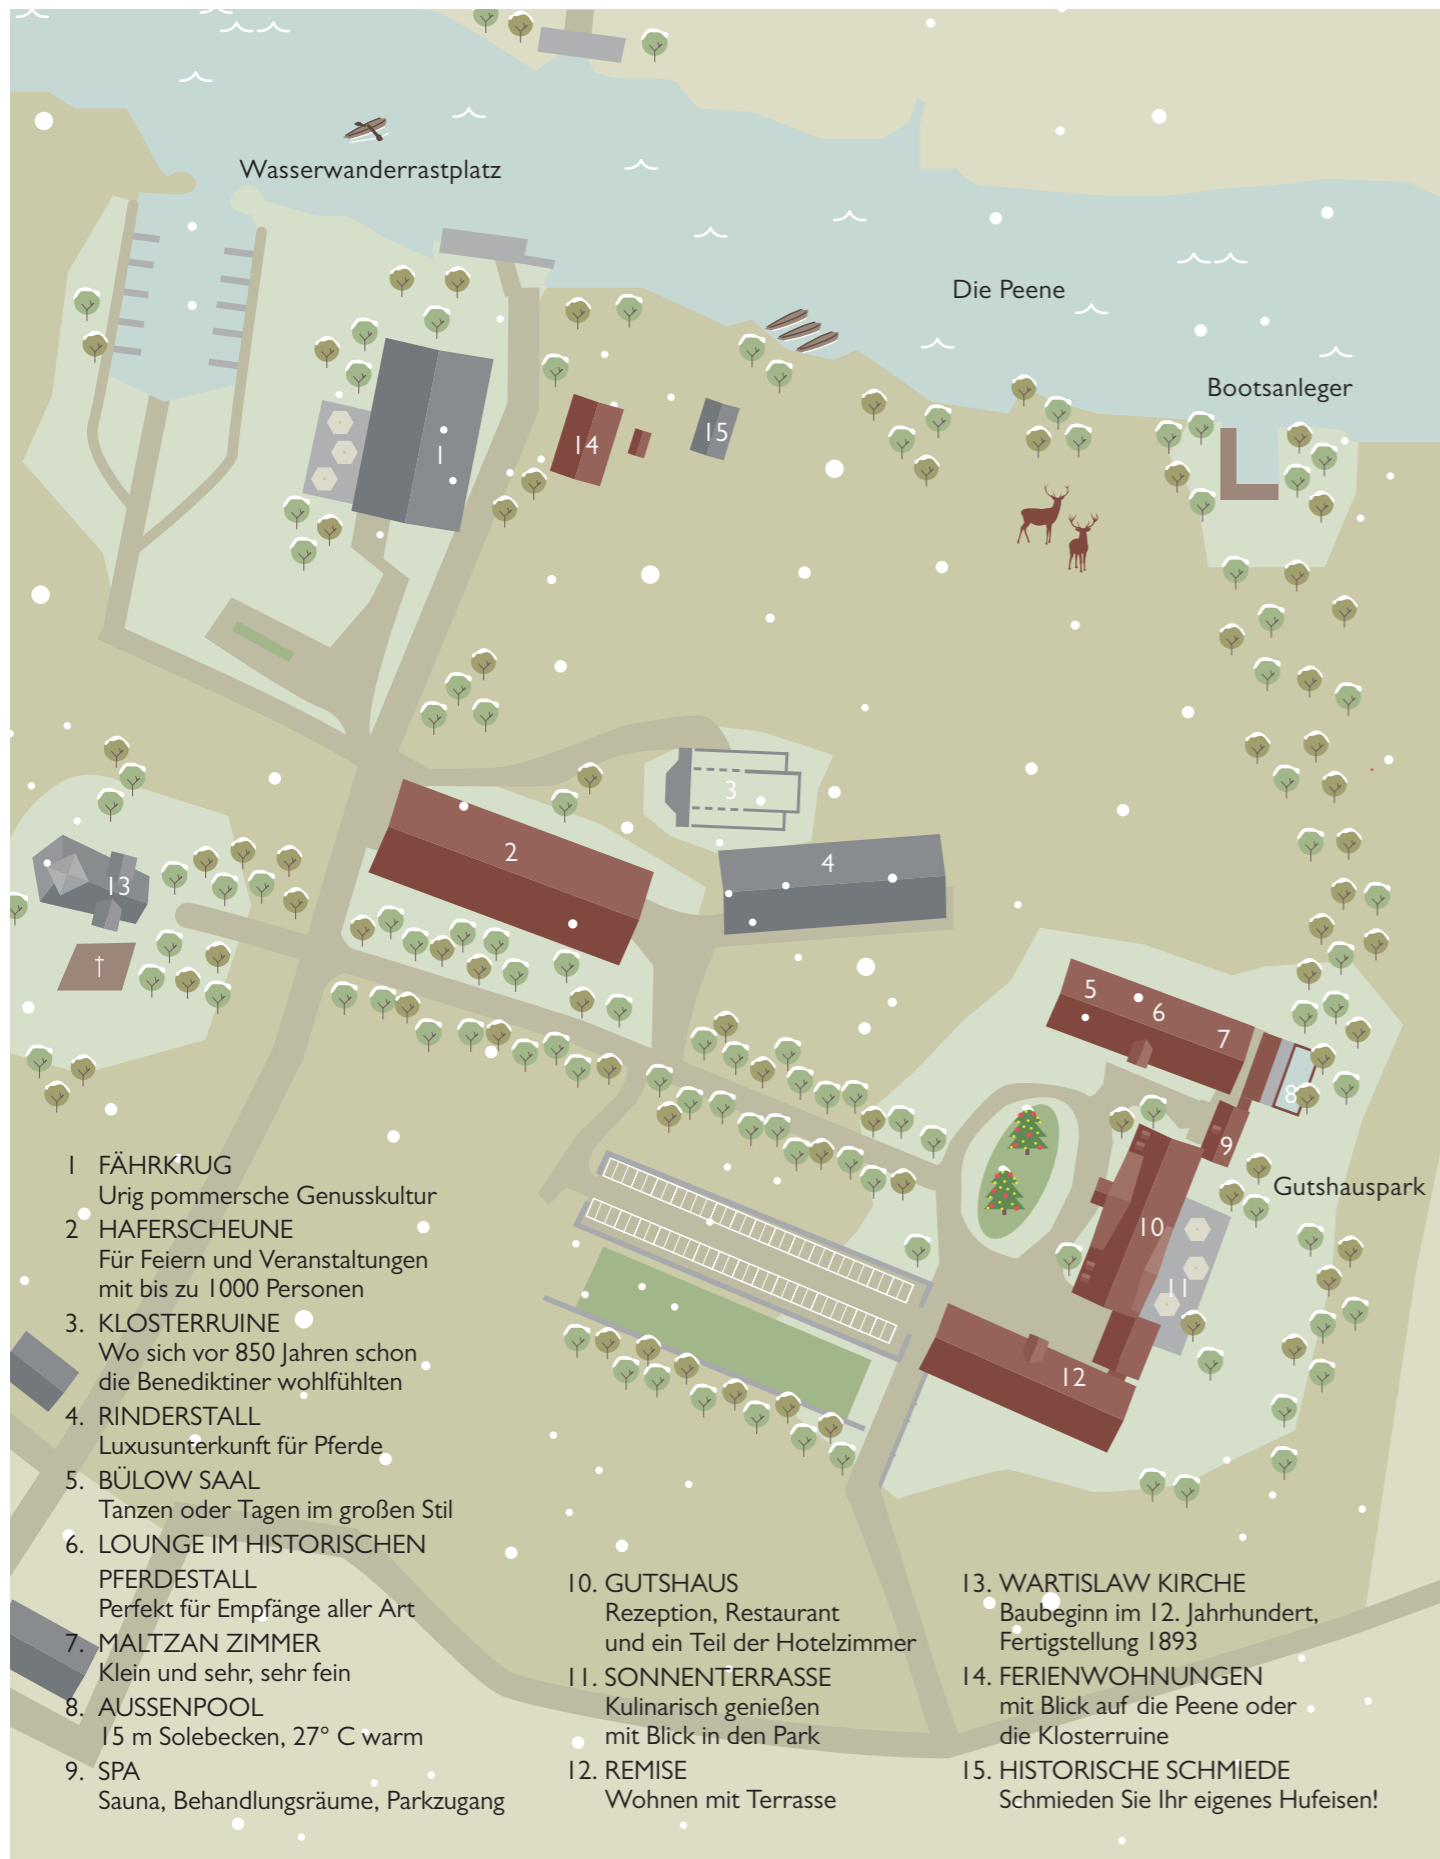 Wasserwanderrastplatz
Die Peene
Bootsanleger
1
14
15
3
2
4
13
†
5
6
7
8
9
Gutshauspark
10
11
12
1 FÄHRKRUG
Urig pommersche Genusskultur
2 HAFERSCHEUNE
Für Feiern und Veranstaltungen
mit bis zu 1000 Personen
3. KLOSTERRUINE
Wo sich vor 850 Jahren schon
die Benediktiner wohlfühlten
4. RINDERSTALL
Luxusunterkunft für Pferde
5. BÜLOW SAAL
Tanzen oder Tagen im großen Stil
6. LOUNGE IM HISTORISCHEN
PFERDESTALL
Perfekt für Empfänge aller Art
7. MALTZAN ZIMMER
Klein und sehr, sehr fein
8. AUSSENPOOL
15 m Solebecken, 27° C warm
9. SPA
Sauna, Behandlungsräume, Parkzugang
10. GUTSHAUS
Rezeption, Restaurant
und ein Teil der Hotelzimmer
11. SONNENTERRASSE
Kulinarisch genießen
mit Blick in den Park
12. REMISE
Wohnen mit Terrasse
13. WARTISLAW KIRCHE
Baubeginn im 12. Jahrhundert,
Fertigstellung 1893
14. FERIENWOHNUNGEN
mit Blick auf die Peene oder
die Klosterruine
15. HISTORISCHE SCHMIEDE
Schmieden Sie Ihr eigenes Hufeisen!